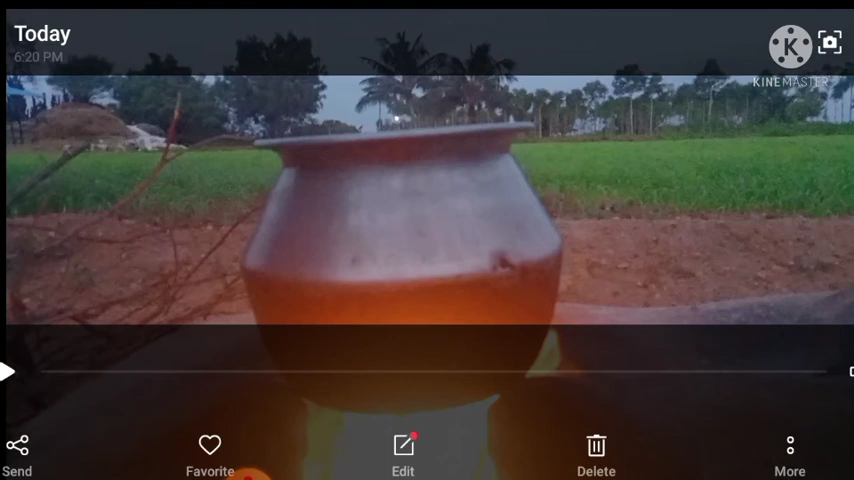 Today
6:20 PM
K
KINEMASTER
Send
Favorite
Edit
Delete
More